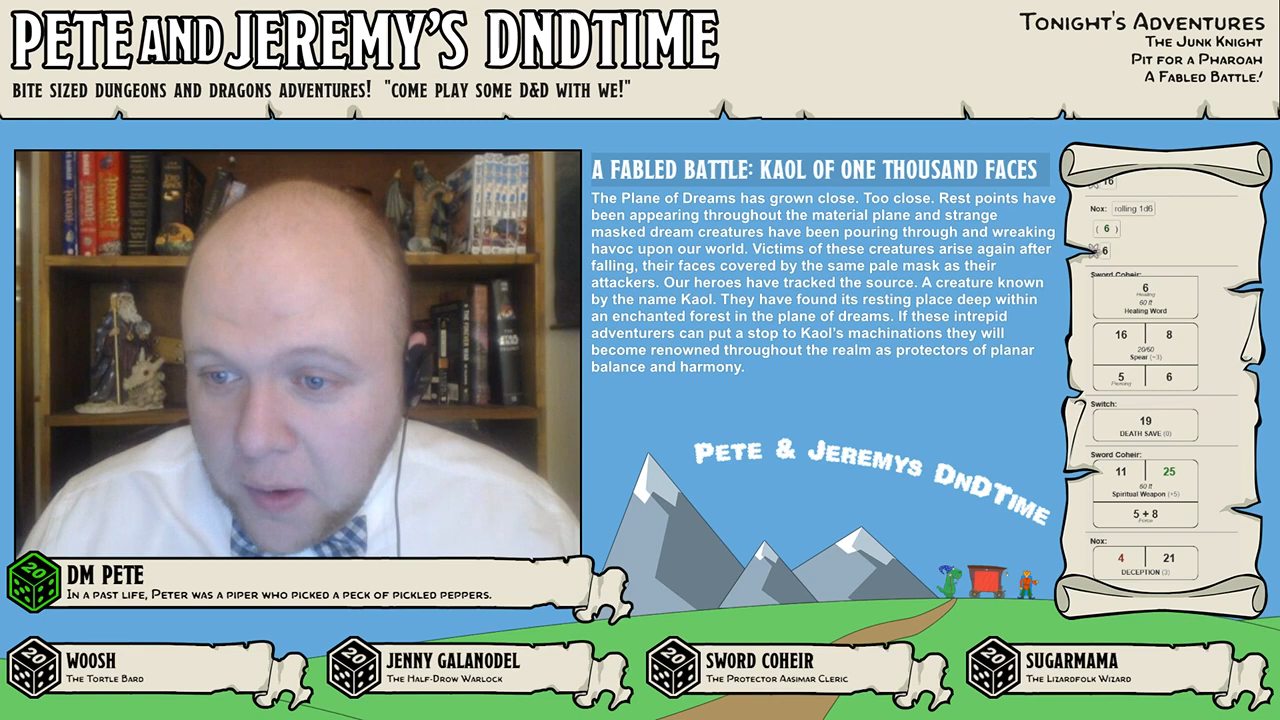 PETE AND JEREMY'S DNDTIME
BITE SIZED DUNGEONS AND DRAGONS ADVENTURES! "COME PLAY SOME D&D WITH WE!"
TONIGHT'S ADVENTURES
THE JUNK KNIGHT
PIT FOR A PHAROAH
A FABLED BATTLE!
A FABLED BATTLE: KAOL OF ONE THOUSAND FACES
The Plane of Dreams has grown close. Too close. Rest points have
been appearing throughout the material plane and strange
masked dream creatures have been pouring through and wreaking
havoc upon our world. Victims of these creatures arise again after
falling, their faces covered by the same pale mask as their
attackers. Our heroes have tracked the source. A creature known
by the name Kaol. They have found its resting place deep within
an enchanted forest in the plane of dreams. If these intrepid
adventurers can put a stop to Kaol's machinations they will
become renowned throughout the realm as protectors of planar
balance and harmony.
PETE & JEREMYS DNDTIME
16
Nox: rolling 1d6
( 6 )
6
Sword Coheir:
6
Healing
60 ft
Healing Word
16 8
20/60
Spear (+3)
5 6
Piercing
Switch:
19
DEATH SAVE (0)
Sword Coheir:
11 25
60 ft
Spiritual Weapon (+5)
5 + 8
Force
Nox:
4 21
DECEPTION (3)
20
DM PETE
IN A PAST LIFE, PETER WAS A PIPER WHO PICKED A PECK OF PICKLED PEPPERS.
20
WOOSH
THE TORTLE BARD
20
JENNY GALANODEL
THE HALF-DROW WARLOCK
20
SWORD COHEIR
THE PROTECTOR AASIMAR CLERIC
20
SUGARMAMA
THE LIZARDFOLK WIZARD